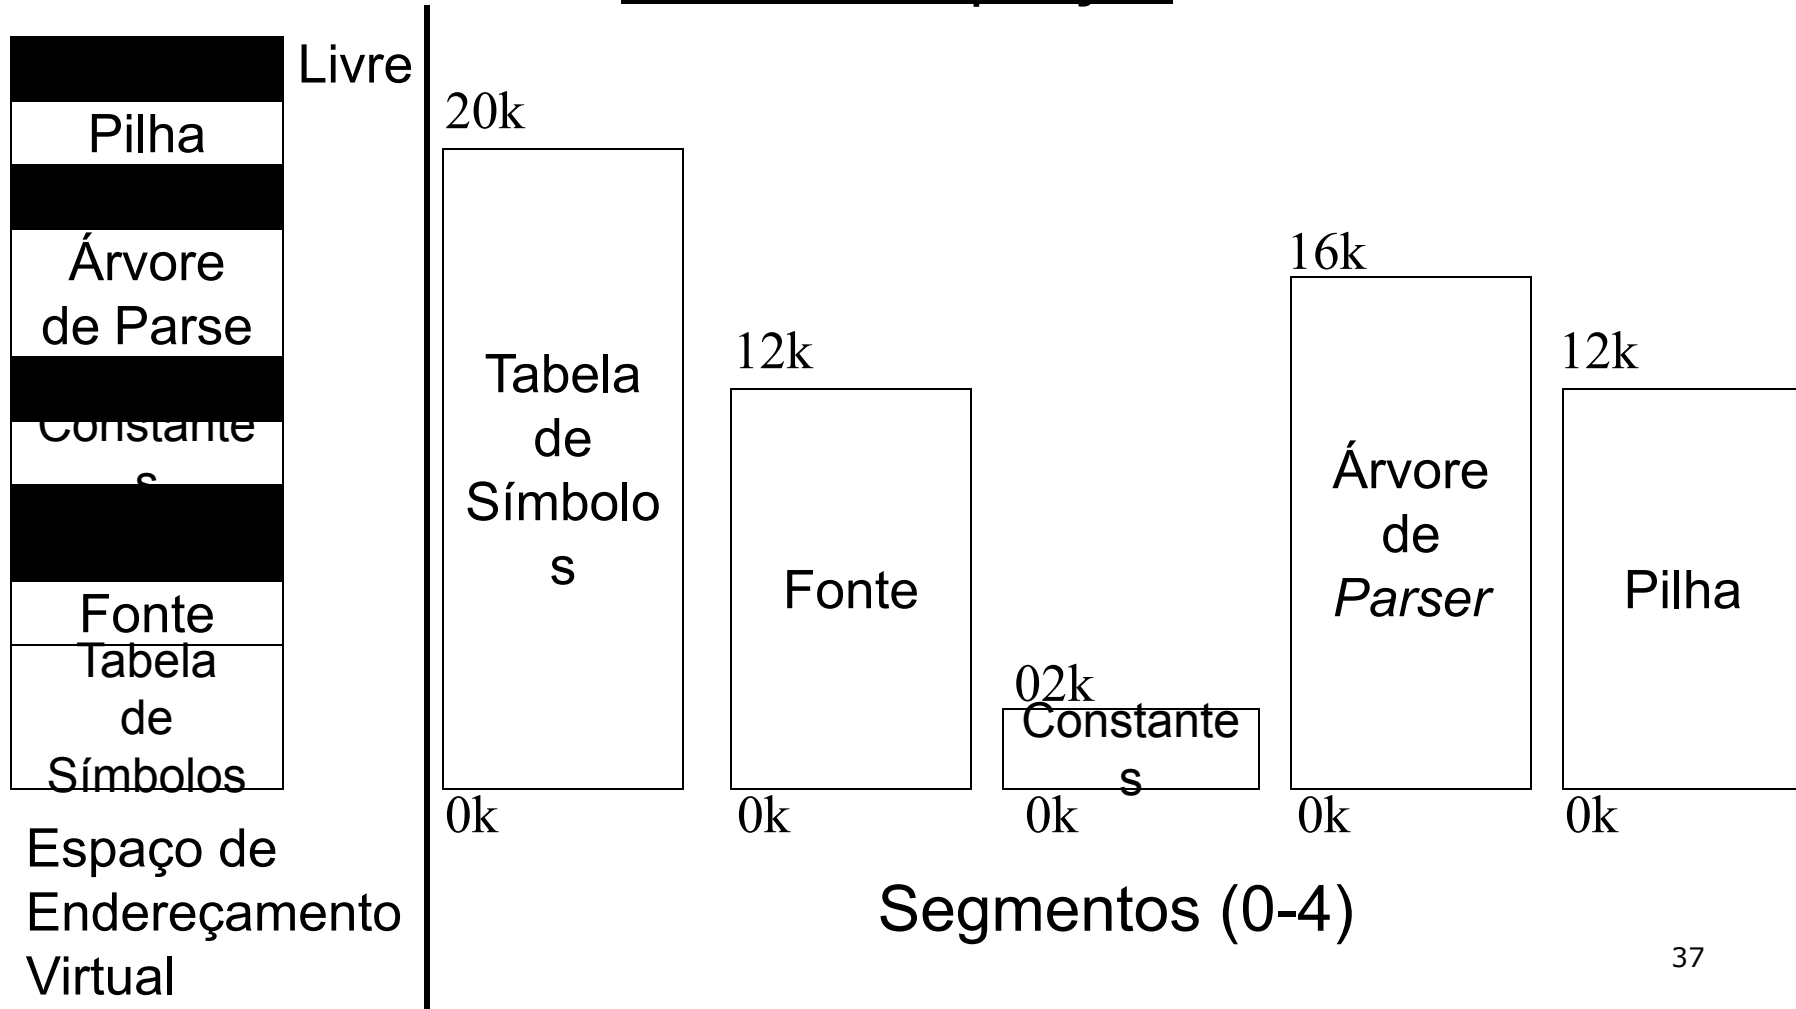 Livre
Pilha
Árvore
de Parse
Constante
s
Fonte
Tabela
de
Símbolos
Espaço de
Endereçamento
Virtual
20k
Tabela
de
Símbolo
s
0k
12k
Fonte
0k
02k
Constante
s
0k
16k
Árvore
de
Parser
0k
12k
Pilha
0k
Segmentos (0-4)
37